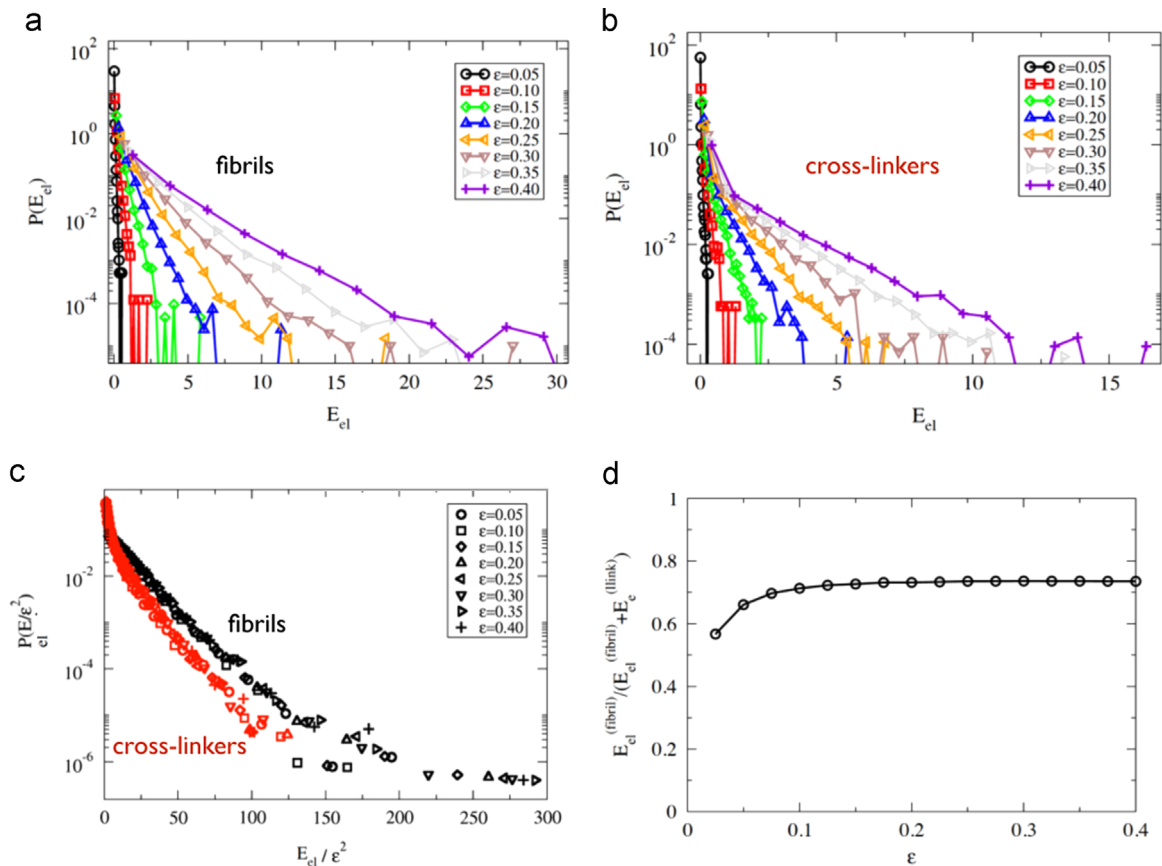 a
10^2
10^0
10^-2
10^-4
P(E_el)
fibrils
ε=0.05
ε=0.10
ε=0.15
ε=0.20
ε=0.25
ε=0.30
ε=0.35
ε=0.40
0 5 10 15 20 25 30
E_el
b
10^2
10^0
10^-2
10^-4
P(E_el)
cross-linkers
ε=0.05
ε=0.10
ε=0.15
ε=0.20
ε=0.25
ε=0.30
ε=0.35
ε=0.40
0 5 10 15
E_el
c
10^-2
10^-4
10^-6
P(E/ε^2)
el
fibrils
cross-linkers
ε=0.05
ε=0.10
ε=0.15
ε=0.20
ε=0.25
ε=0.30
ε=0.35
ε=0.40
0 50 100 150 200 250 300
E_el / ε^2
d
1
0.8
0.6
0.4
0.2
0
E_el^(fibril)/(E_el^(fibril)+E_e^(llink))
0 0.1 0.2 0.3 0.4
ε